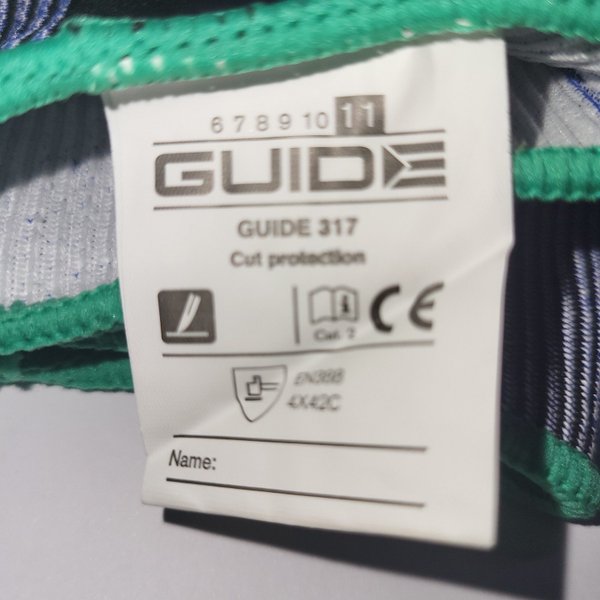 6 7 8 9 10 11
GUIDE
GUIDE 317
Cut protection
Cat. 2
CE
EN388
4X42C
Name: